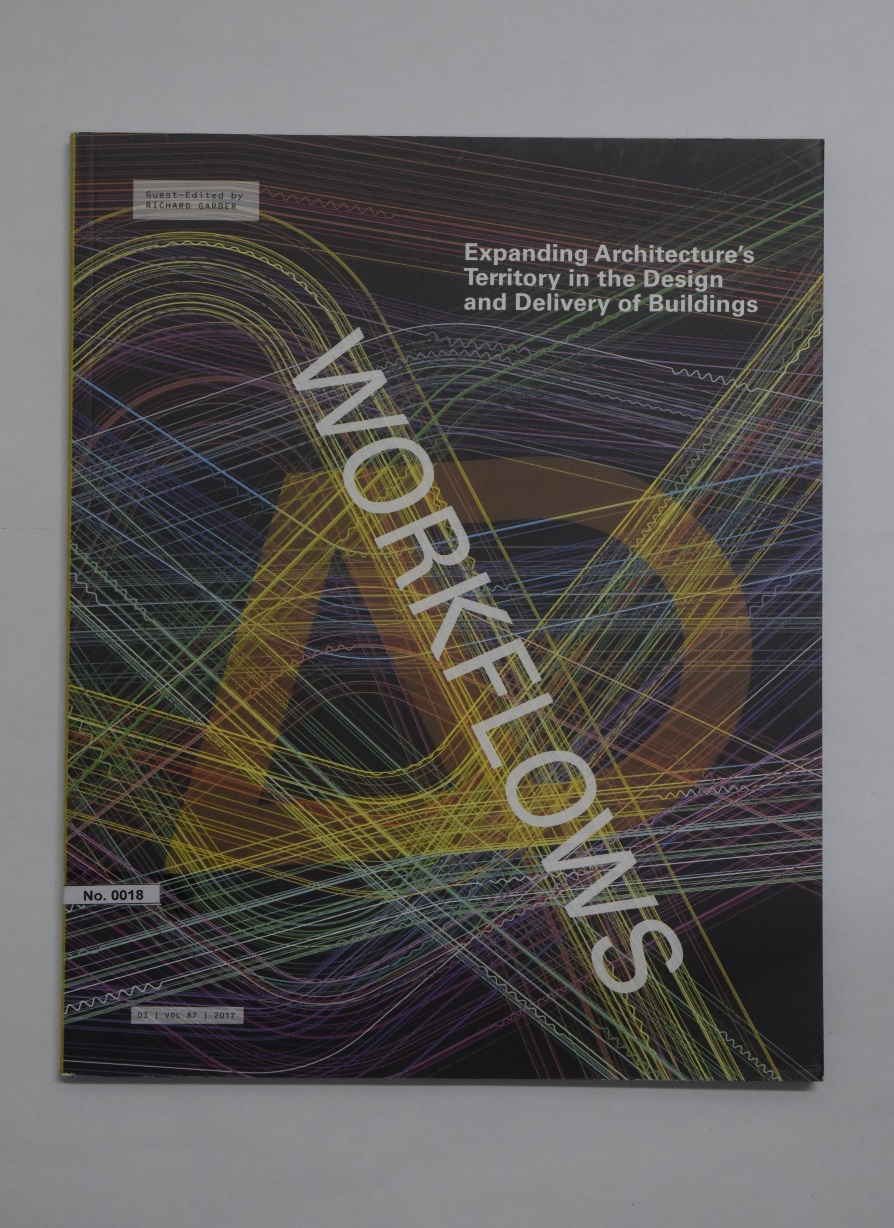 Guest-Edited by
RICHARD GARBER
Expanding Architecture's
Territory in the Design
and Delivery of Buildings
WORKFLOWS
AD
No. 0018
03 | VOL 87 | 2017